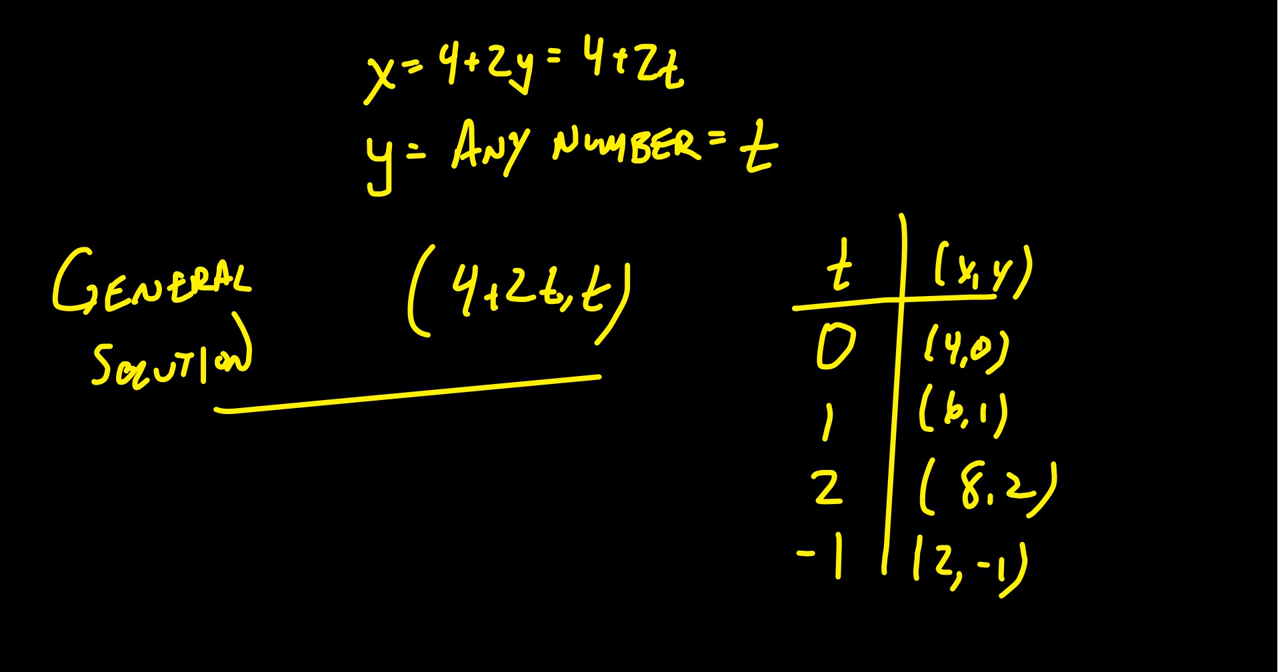 x = 4+2y = 4+2t
y = ANY NUMBER = t
GENERAL SOLUTION
(4+2t, t)
t | (x, y)
0 | (4,0)
1 | (6,1)
2 | (8,2)
-1 | (2,-1)